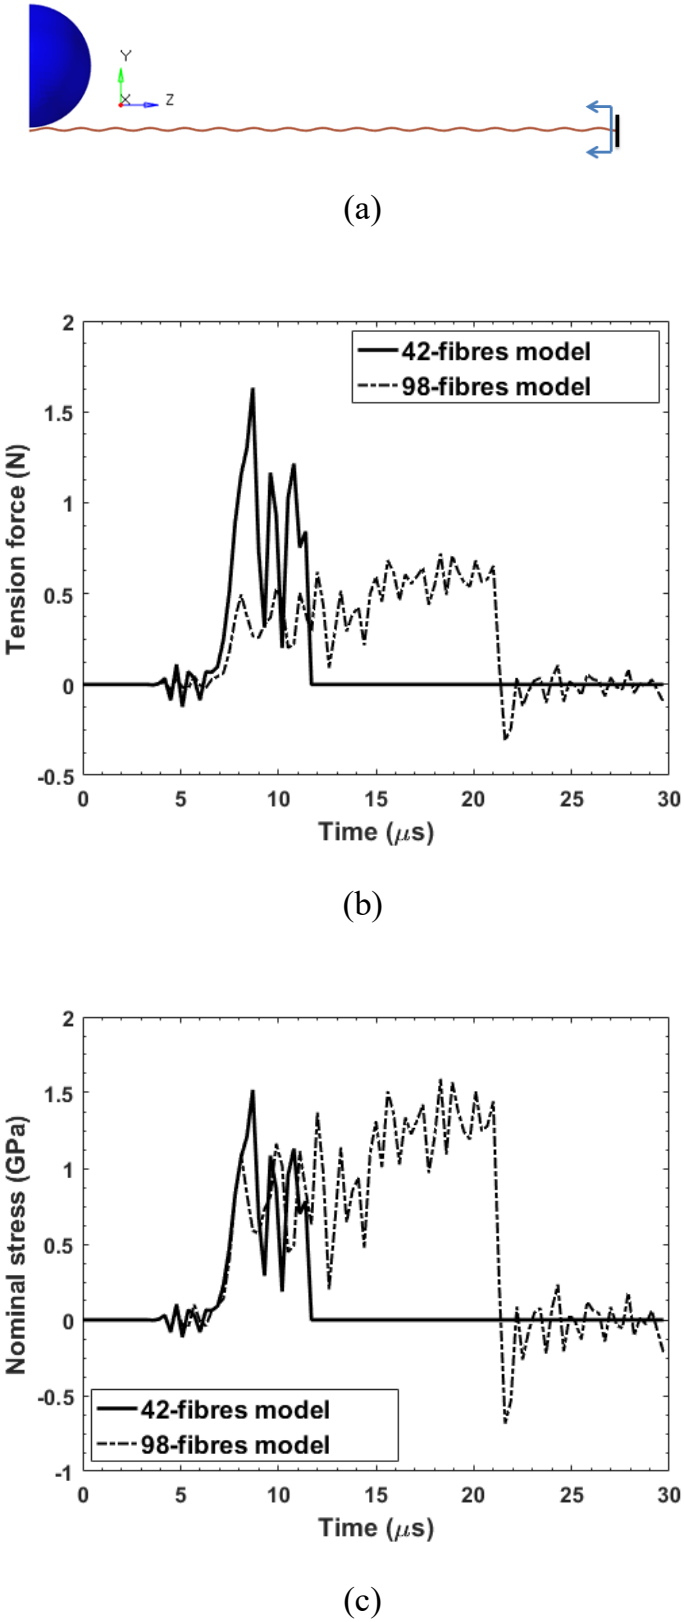 Y
X
Z
(a)
2
1.5
1
0.5
0
-0.5
Tension force (N)
42-fibres model
98-fibres model
0 5 10 15 20 25 30
Time (μs)
(b)
2
1.5
1
0.5
0
-0.5
-1
Nominal stress (GPa)
42-fibres model
98-fibres model
0 5 10 15 20 25 30
Time (μs)
(c)